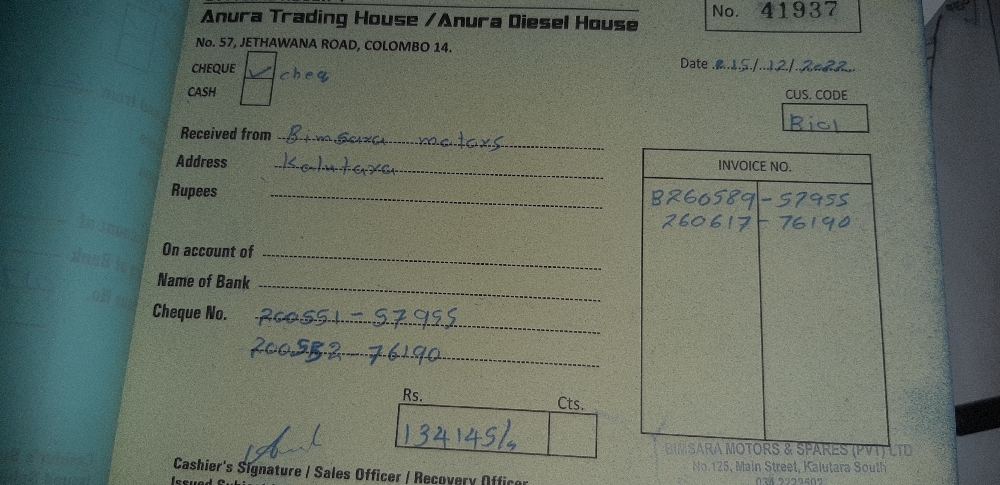 Anura Trading House / Anura Diesel House
No. 41937
No. 57, JETHAWANA ROAD, COLOMBO 14.
Date 15/12/2022
CHEQUE ✓ cheq
CASH
CUS. CODE
Received from Bimsara motors
Address Kalutara
Rupees
INVOICE NO.
B260589 - 57955
260617 - 76190
On account of
Name of Bank
Cheque No. 200551 - 57955
200552 - 76190
Rs. Cts.
134145/
Cashier's Signature / Sales Officer / Recovery Officer
BIMSARA MOTORS & SPARES (PVT) LTD
No.125, Main Street, Kalutara South